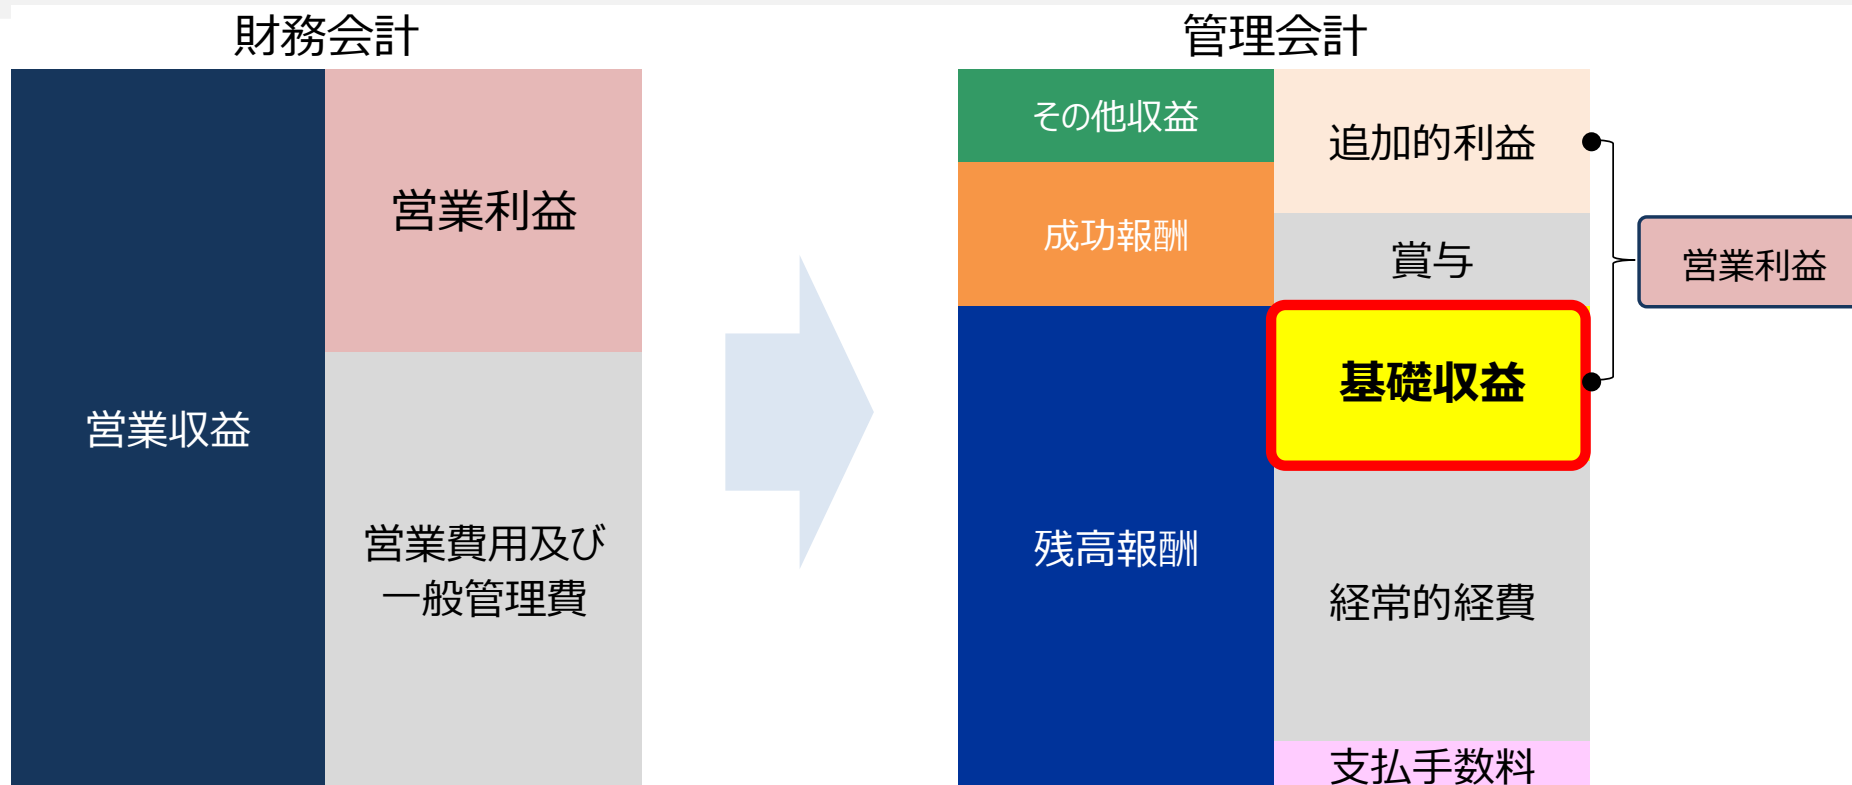 財務会計
営業収益
営業利益
営業費用及び
一般管理費
管理会計
その他収益
成功報酬
残高報酬
追加的利益
賞与
基礎収益
経常的経費
支払手数料
営業利益